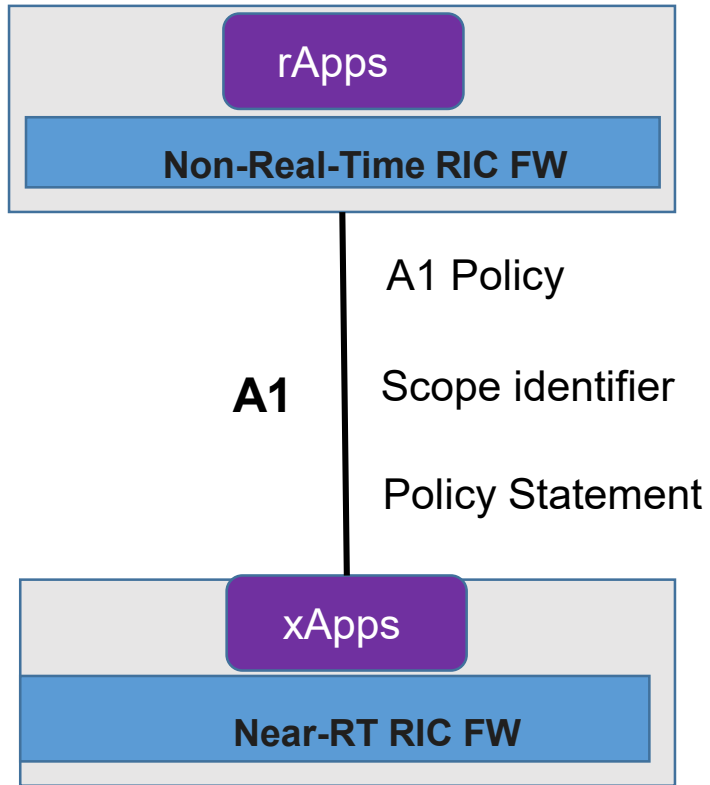 rApps
Non-Real-Time RIC FW
A1 Policy
A1
Scope identifier
Policy Statement
xApps
Near-RT RIC FW